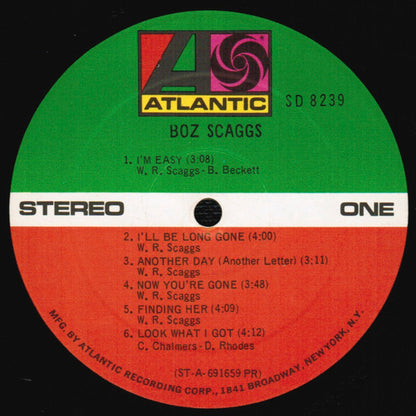 ATLANTIC
SD 8239
BOZ SCAGGS
1. I'M EASY (3:08)
W. R. Scaggs - B. Beckett
STEREO
ONE
2. I'LL BE LONG GONE (4:00)
W. R. Scaggs
3. ANOTHER DAY (Another Letter) (3:11)
W. R. Scaggs
4. NOW YOU'RE GONE (3:48)
W. R. Scaggs
5. FINDING HER (4:09)
W. R. Scaggs
6. LOOK WHAT I GOT (4:12)
C. Chalmers - D. Rhodes
(ST-A-691659 PR)
MFG. BY ATLANTIC RECORDING CORP., 1841 BROADWAY, NEW YORK, N.Y.